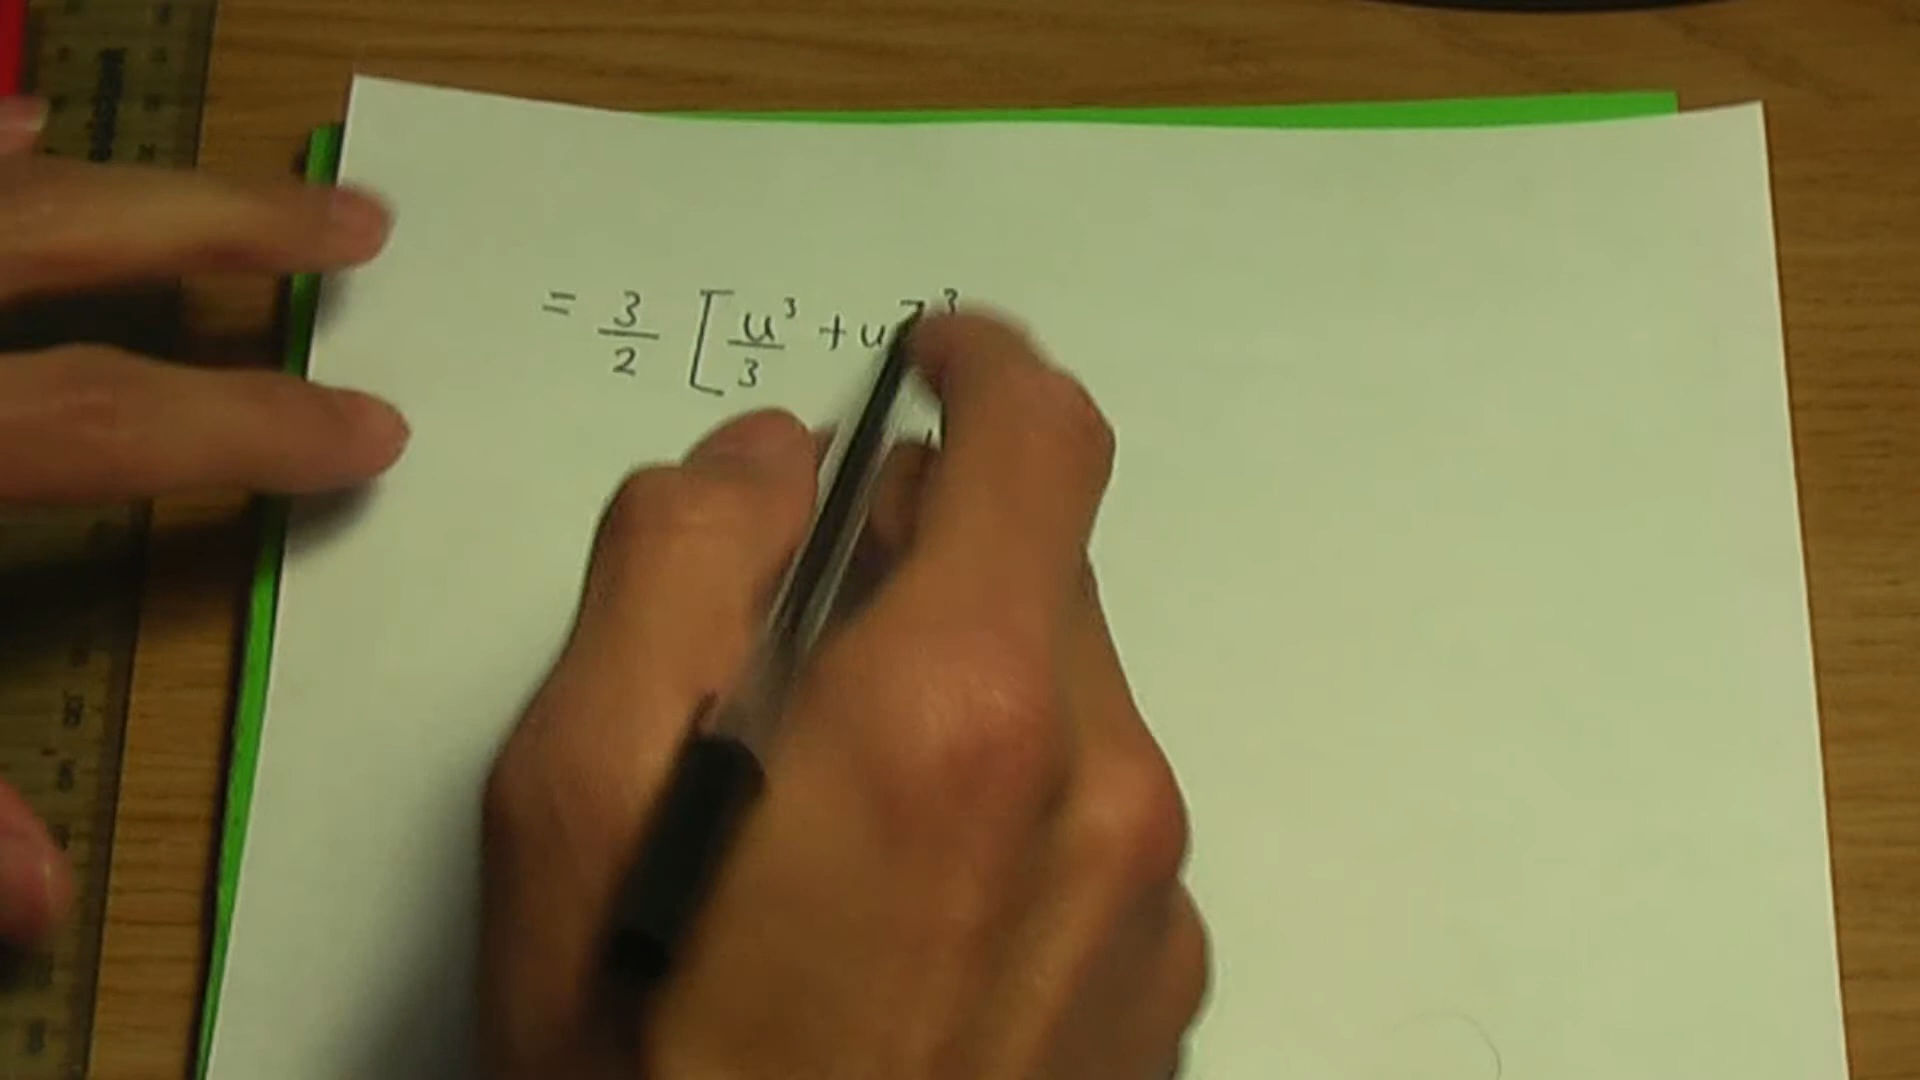 = 3/2 [u³/3 + u]³